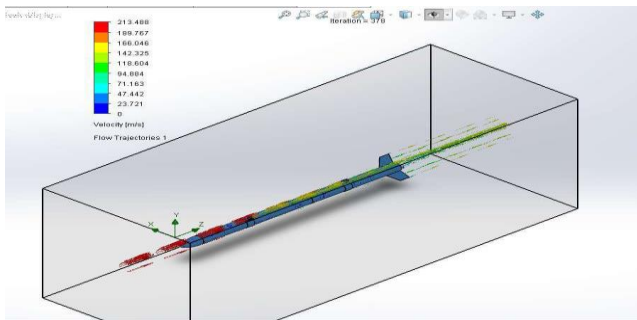 Iteration = 378
213.488
189.767
166.046
142.325
118.604
94.884
71.163
47.442
23.721
0
Velocity [m/s]
Flow Trajectories 1
Y
X
Z